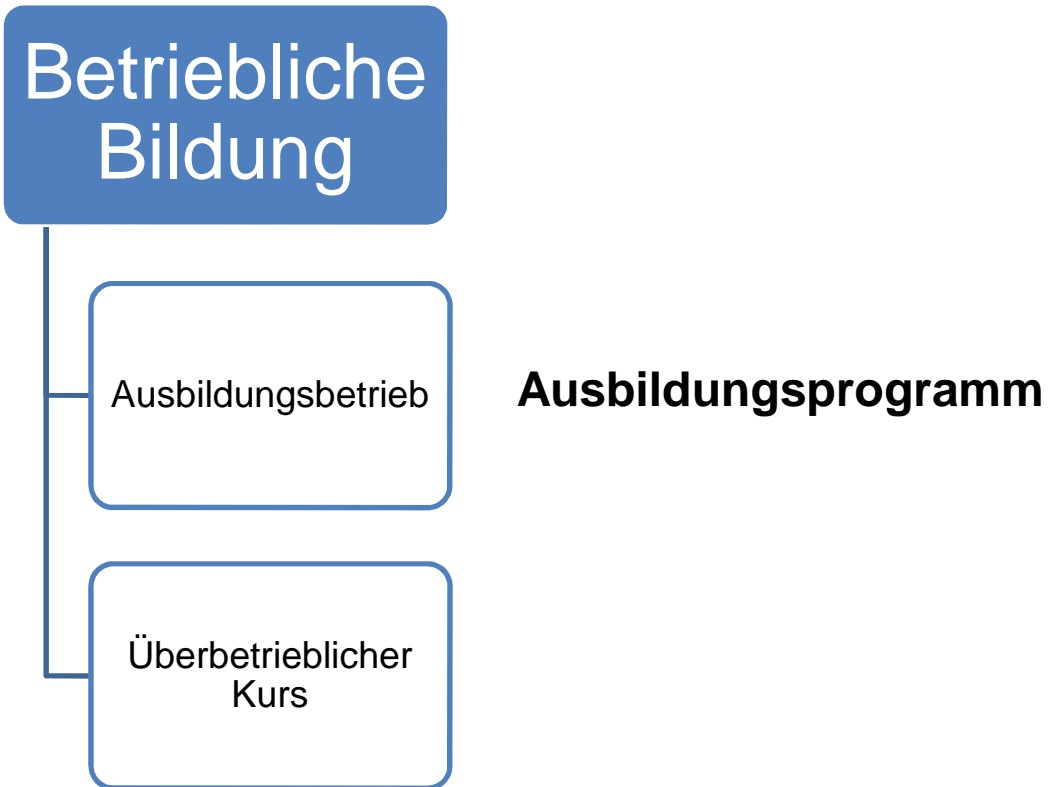 Betriebliche
Bildung
Ausbildungsbetrieb
Ausbildungsprogramm
Überbetrieblicher
Kurs